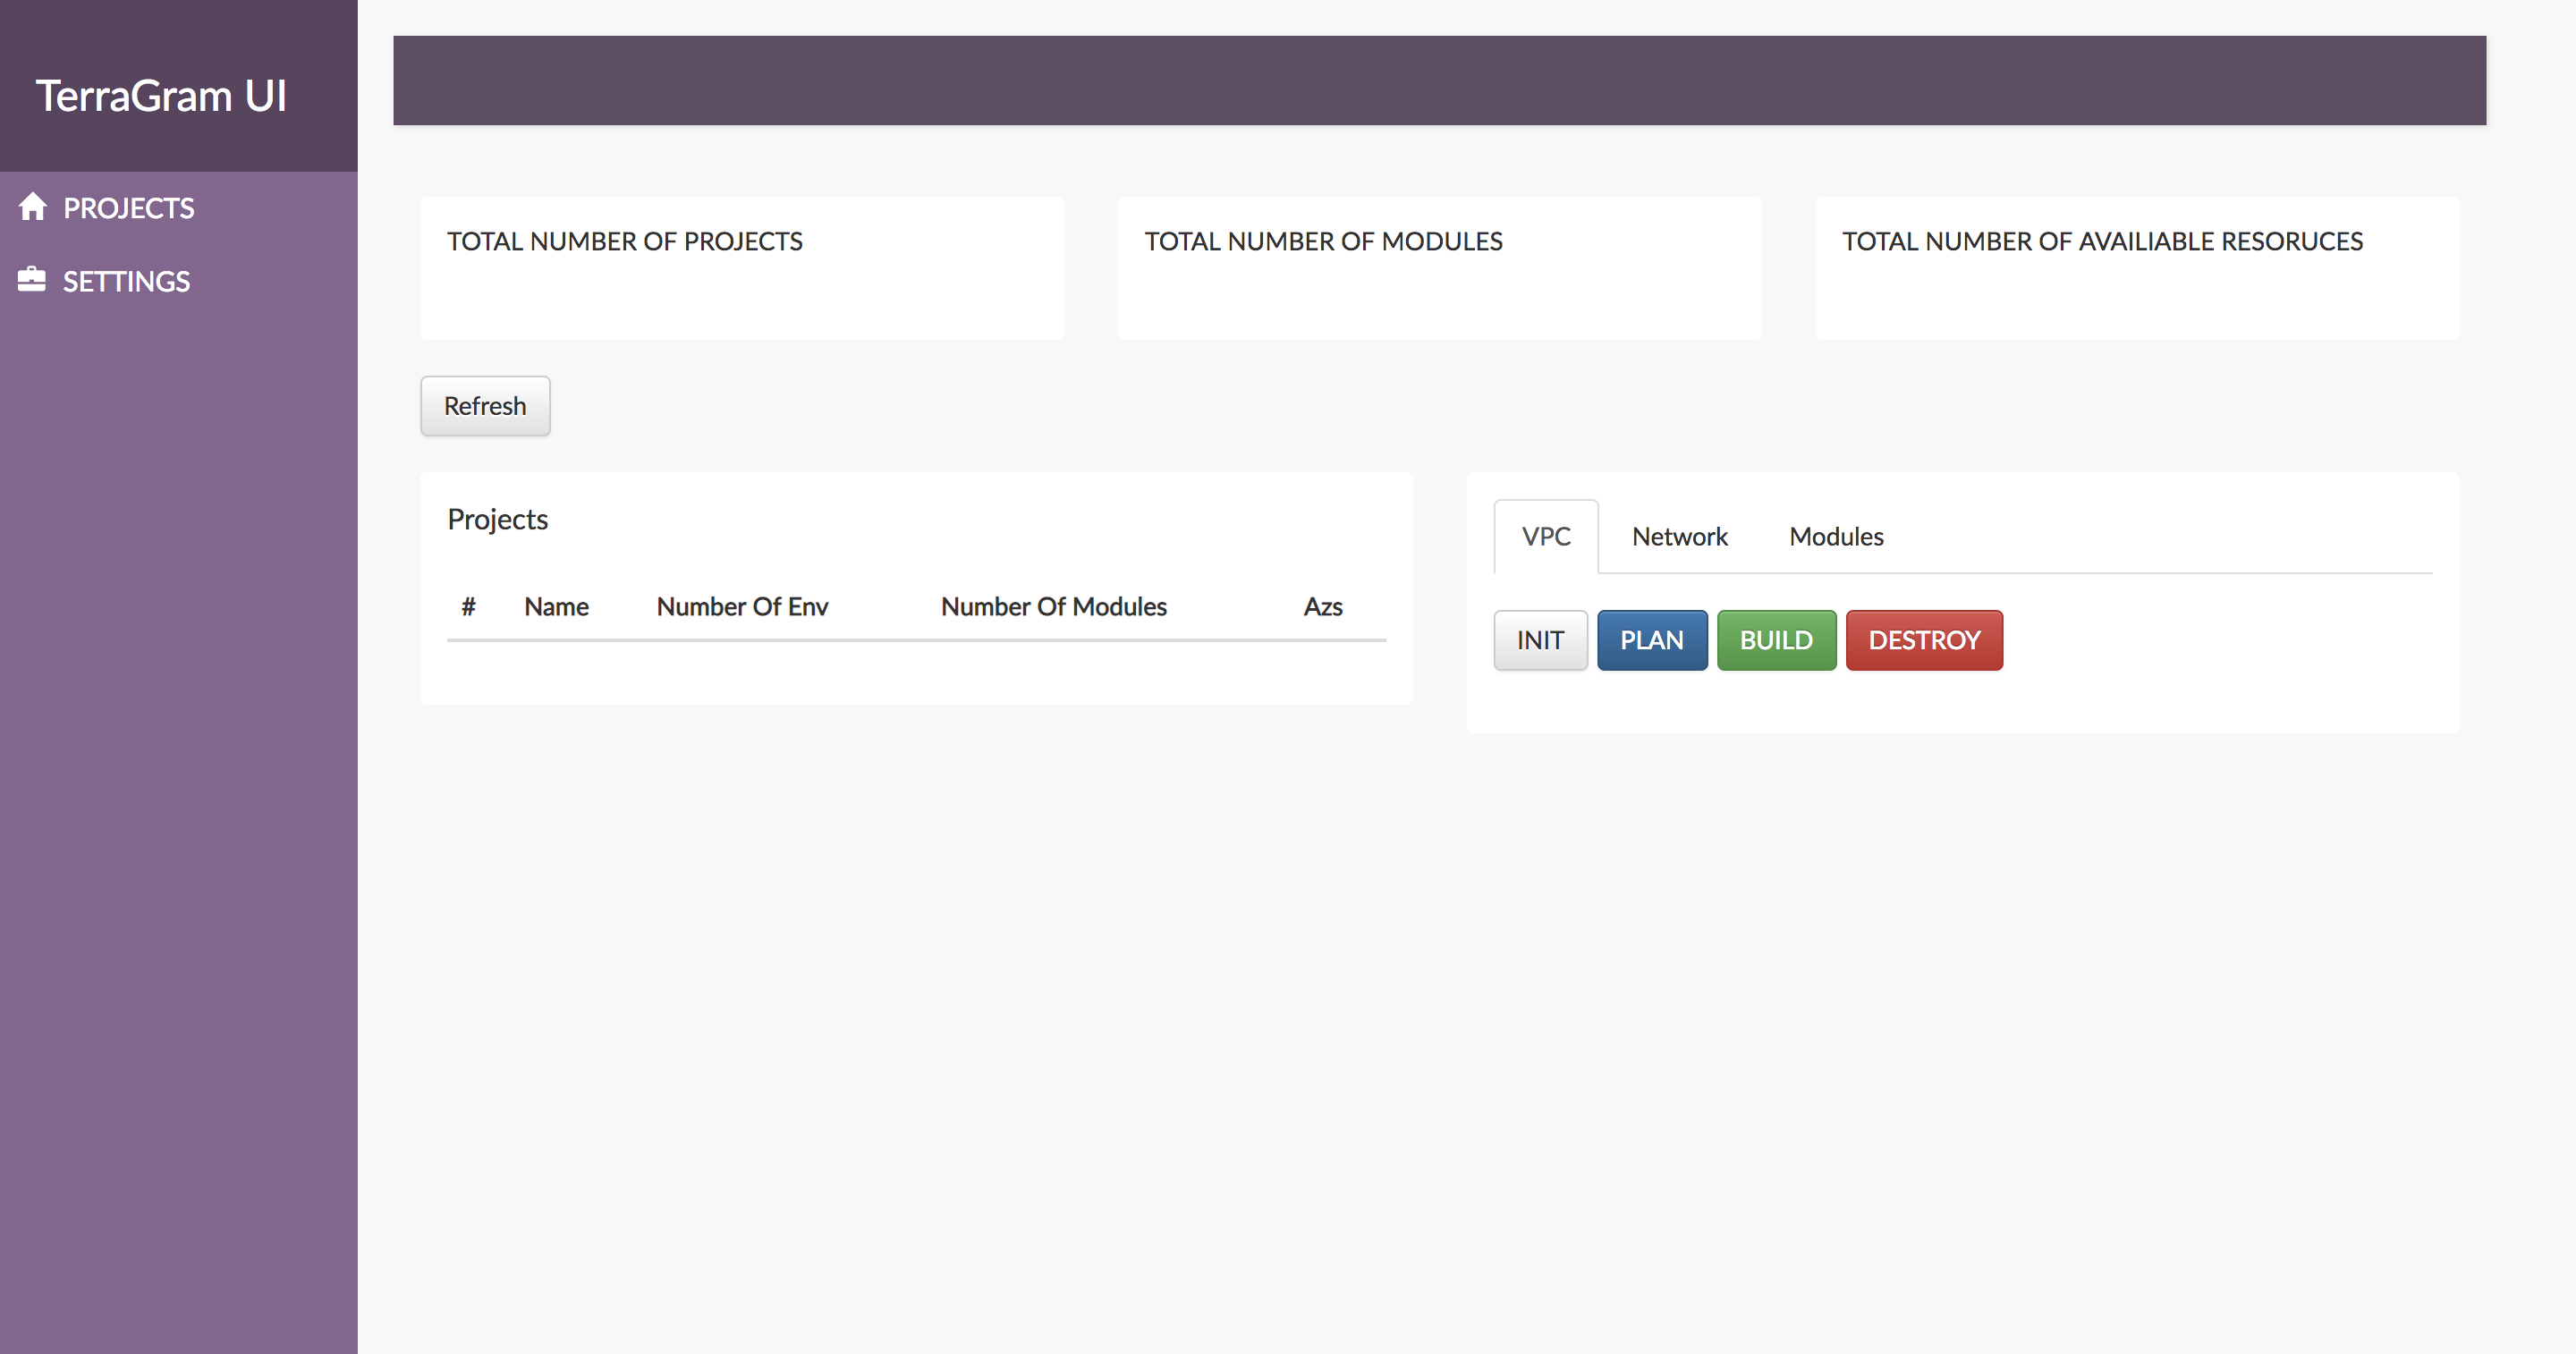 TerraGram UI
PROJECTS
SETTINGS
TOTAL NUMBER OF PROJECTS
TOTAL NUMBER OF MODULES
TOTAL NUMBER OF AVAILIABLE RESORUCES
Refresh
Projects
# Name Number Of Env Number Of Modules Azs
VPC Network Modules
INIT PLAN BUILD DESTROY